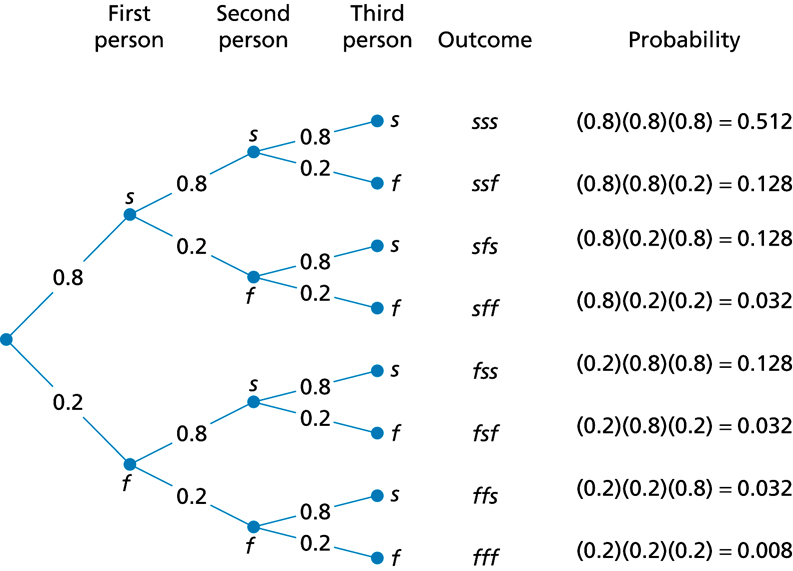 First person Second person Third person Outcome Probability
s 0.8 s sss (0.8)(0.8)(0.8) = 0.512
0.8 0.2 f ssf (0.8)(0.8)(0.2) = 0.128
s
0.2 0.8 s sfs (0.8)(0.2)(0.8) = 0.128
0.8
f 0.2 f sff (0.8)(0.2)(0.2) = 0.032
s 0.8 s fss (0.2)(0.8)(0.8) = 0.128
0.2
0.8 0.2 f fsf (0.2)(0.8)(0.2) = 0.032
f
0.2 0.8 s ffs (0.2)(0.2)(0.8) = 0.032
f 0.2 f fff (0.2)(0.2)(0.2) = 0.008